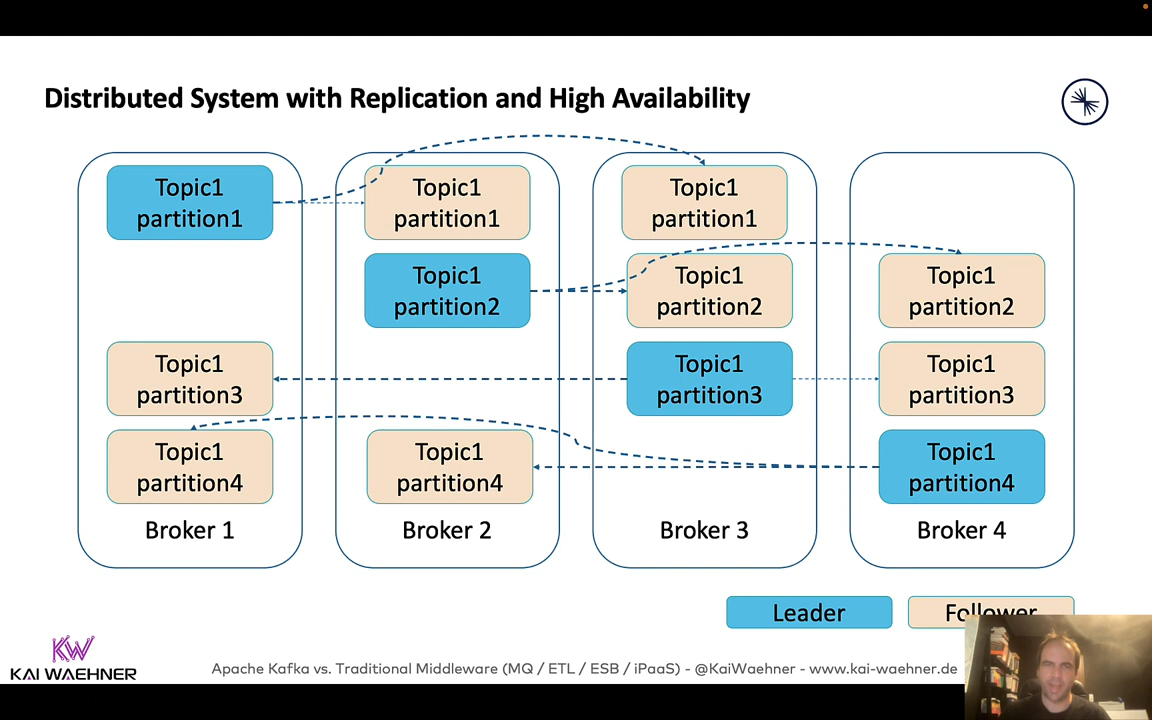 Distributed System with Replication and High Availability
Topic1
partition1
Topic1
partition1
Topic1
partition1
Topic1
partition2
Topic1
partition2
Topic1
partition2
Topic1
partition3
Topic1
partition3
Topic1
partition3
Topic1
partition4
Topic1
partition4
Topic1
partition4
Broker 1
Broker 2
Broker 3
Broker 4
Leader
Follower
KW
KAI WAEHNER
Apache Kafka vs. Traditional Middleware (MQ / ETL / ESB / iPaaS) - @KaiWaehner - www.kai-waehner.de